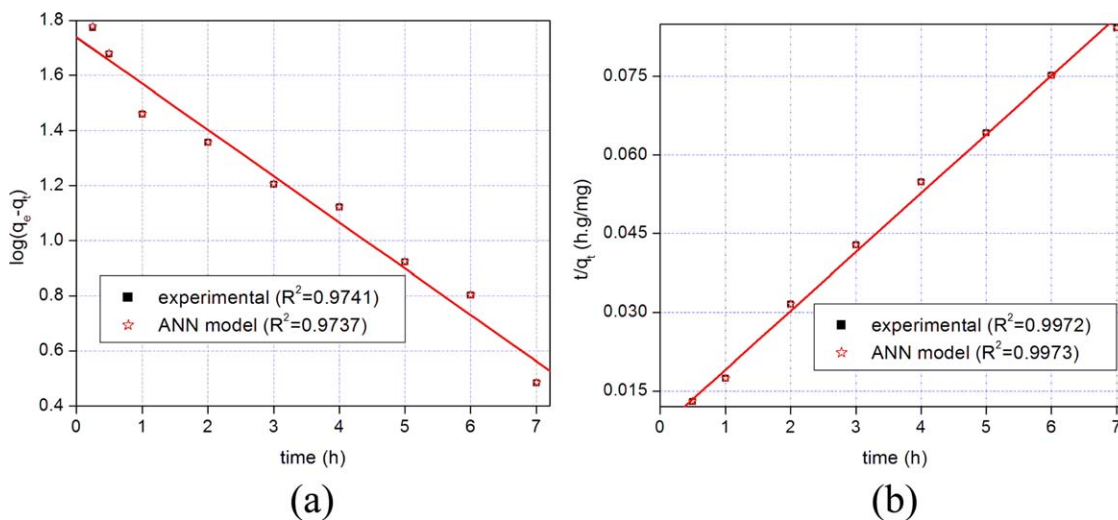 1.8
1.6
1.4
1.2
1.0
0.8
0.6
0.4
log(qₑ-qₜ)
experimental (R²=0.9741)
ANN model (R²=0.9737)
0 1 2 3 4 5 6 7
time (h)
(a)
0.075
0.060
0.045
0.030
0.015
t/qₜ (h.g/mg)
experimental (R²=0.9972)
ANN model (R²=0.9973)
0 1 2 3 4 5 6 7
time (h)
(b)